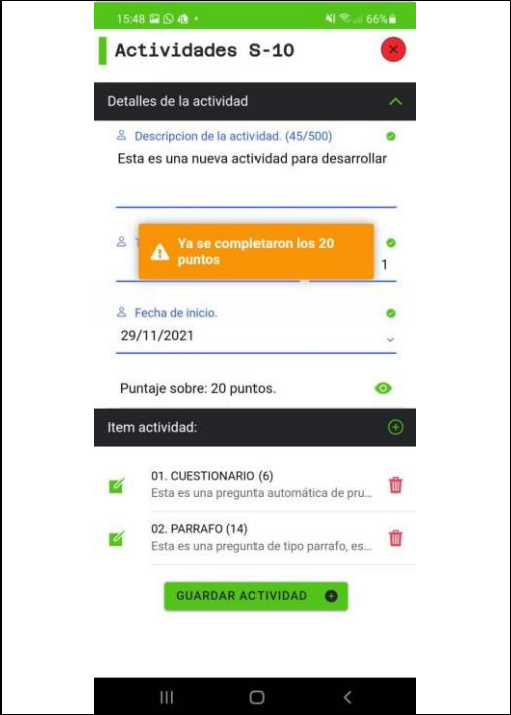 15:48
66%
Actividades S-10
Detalles de la actividad
Descripcion de la actividad. (45/500)
Esta es una nueva actividad para desarrollar
Ya se completaron los 20
puntos
1
Fecha de inicio.
29/11/2021
Puntaje sobre: 20 puntos.
Item actividad:
01. CUESTIONARIO (6)
Esta es una pregunta automática de pru...
02. PARRAFO (14)
Esta es una pregunta de tipo parrafo, es...
GUARDAR ACTIVIDAD